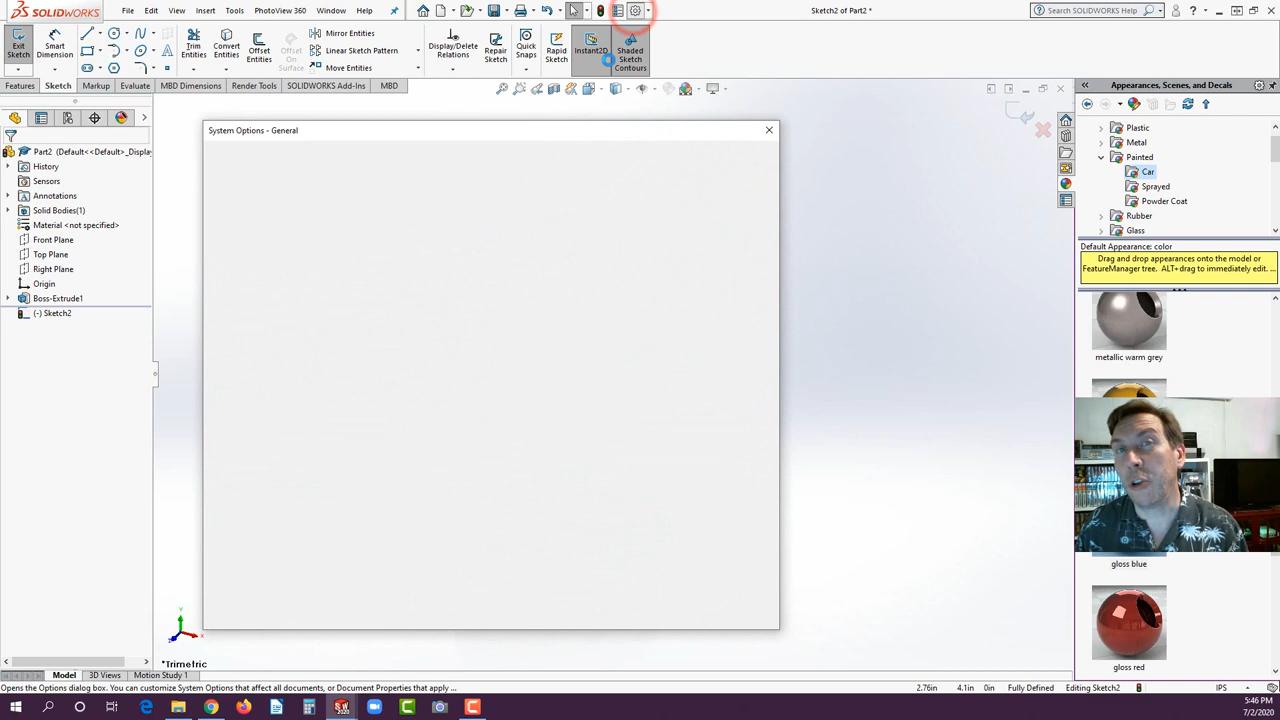 SOLIDWORKS File Edit View Insert Tools PhotoView 360 Window Sketch2 of Part2 * Search SOLIDWORKS Help
Exit Sketch
Smart Dimension
Trim Entities
Convert Entities
Offset Entities
Offset On Surface
Mirror Entities
Linear Sketch Pattern
Move Entities
Display/Delete Relations
Repair Sketch
Quick Snaps
Rapid Sketch
Instant2D
Shaded Sketch Contours
Features Sketch Markup Evaluate MBD Dimensions Render Tools SOLIDWORKS Add-Ins MBD
Appearances, Scenes, and Decals
Part2 (Default<<Default>_Display
History
Sensors
Annotations
Solid Bodies(1)
Material <not specified>
Front Plane
Top Plane
Right Plane
Origin
Boss-Extrude1
(-) Sketch2
System Options - General
Plastic
Metal
Painted
Car
Sprayed
Powder Coat
Rubber
Glass
Default Appearance: color
Drag and drop appearances onto the model or
FeatureManager tree. ALT+drag to immediately edit. ...
metallic warm grey
gloss blue
gloss red
Y
X
Z
*Trimetric
Model 3D Views Motion Study 1
Opens the Options dialog box. You can customize System Options that affect all documents, or Document Properties that apply ... 2.76in 4.1in 0in Fully Defined Editing Sketch2 IPS
5:46 PM
7/2/2020